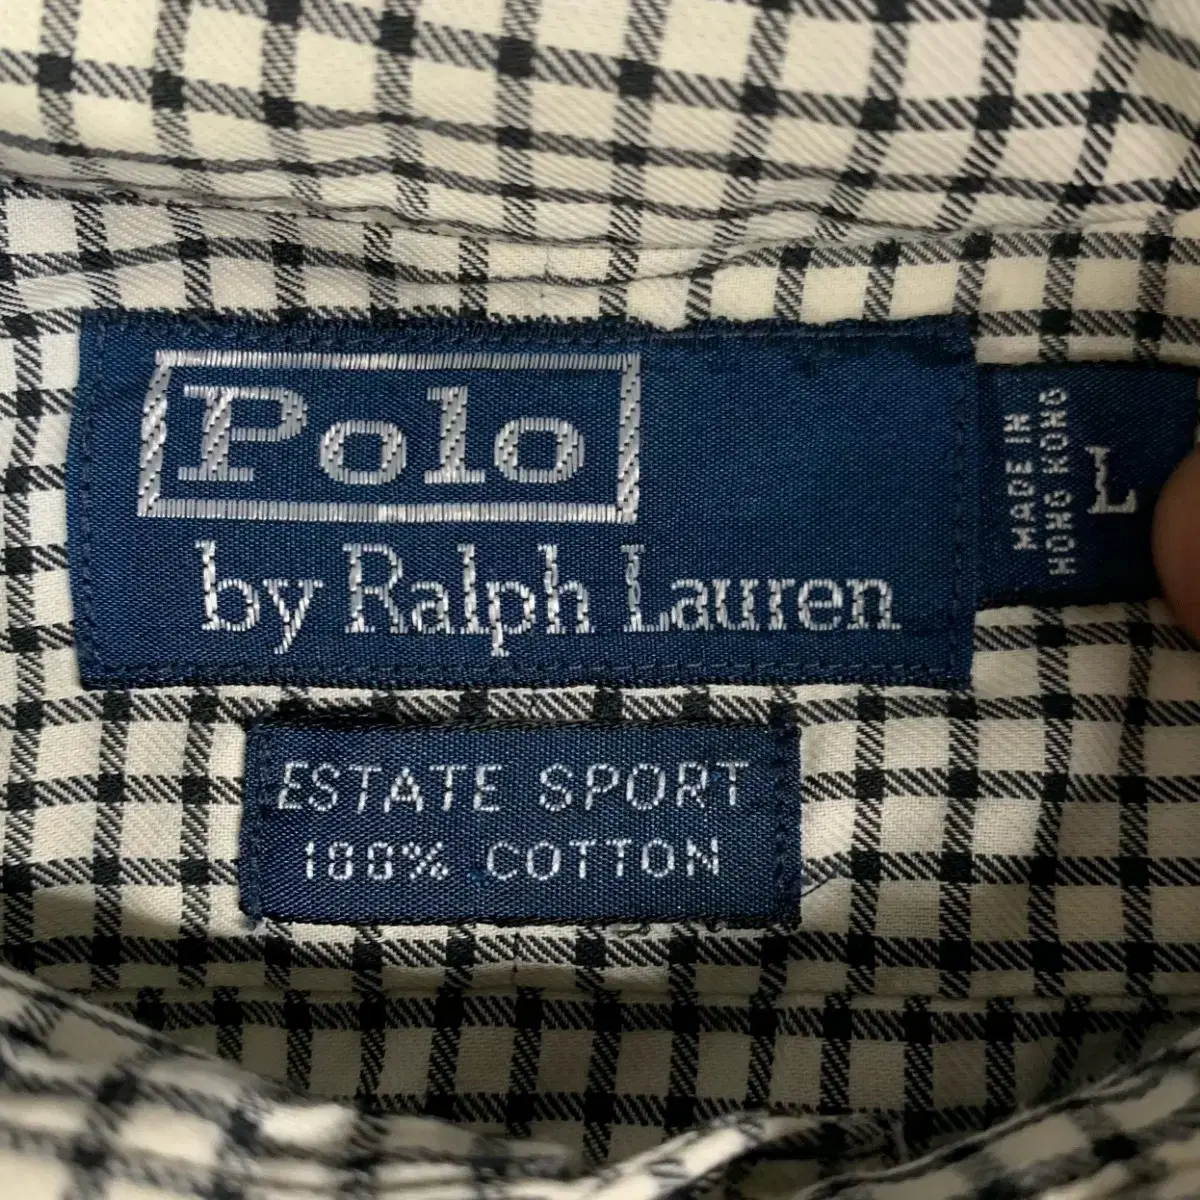 Polo
by Ralph Lauren
MADE IN
HONG KONG
L
ESTATE SPORT
100% COTTON